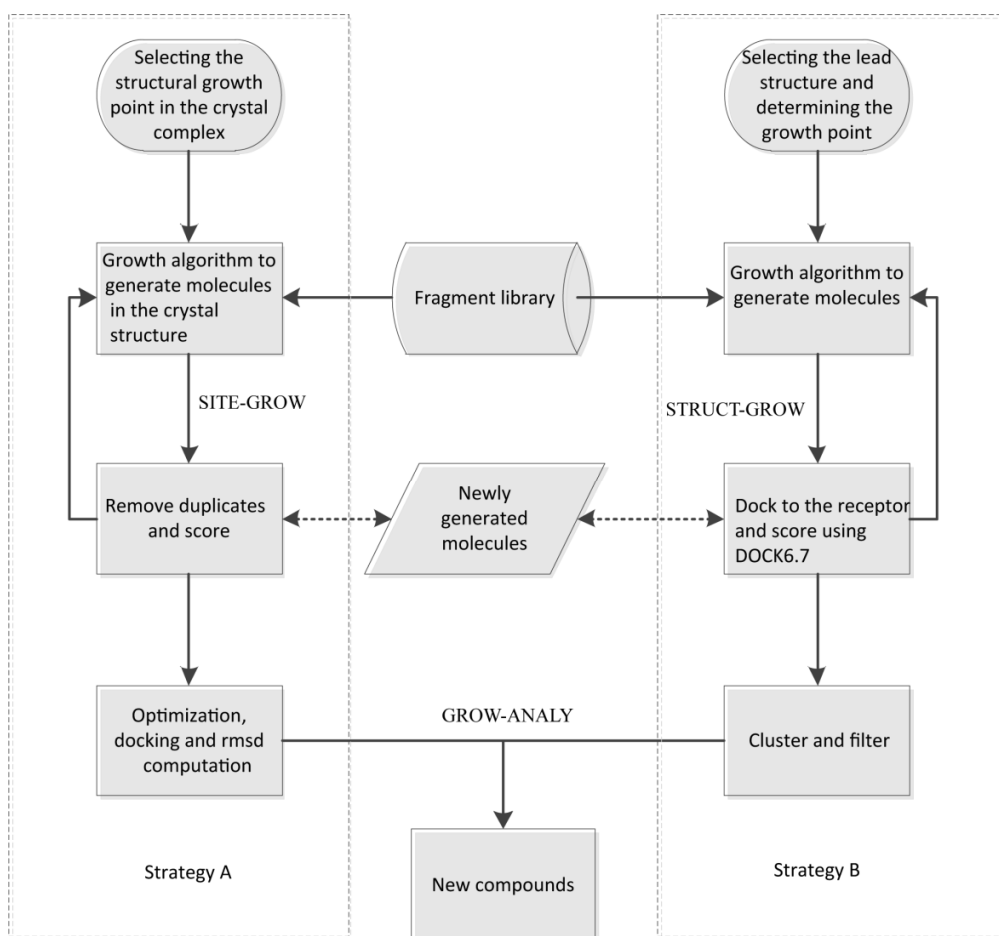 Selecting the
structural growth
point in the crystal
complex
Selecting the lead
structure and
determining the
growth point
Growth algorithm to
generate molecules
in the crystal
structure
Fragment library
Growth algorithm to
generate molecules
SITE-GROW
STRUCT-GROW
Remove duplicates
and score
Newly
generated
molecules
Dock to the receptor
and score using
DOCK6.7
Optimization,
docking and rmsd
computation
GROW-ANALY
Cluster and filter
Strategy A
New compounds
Strategy B